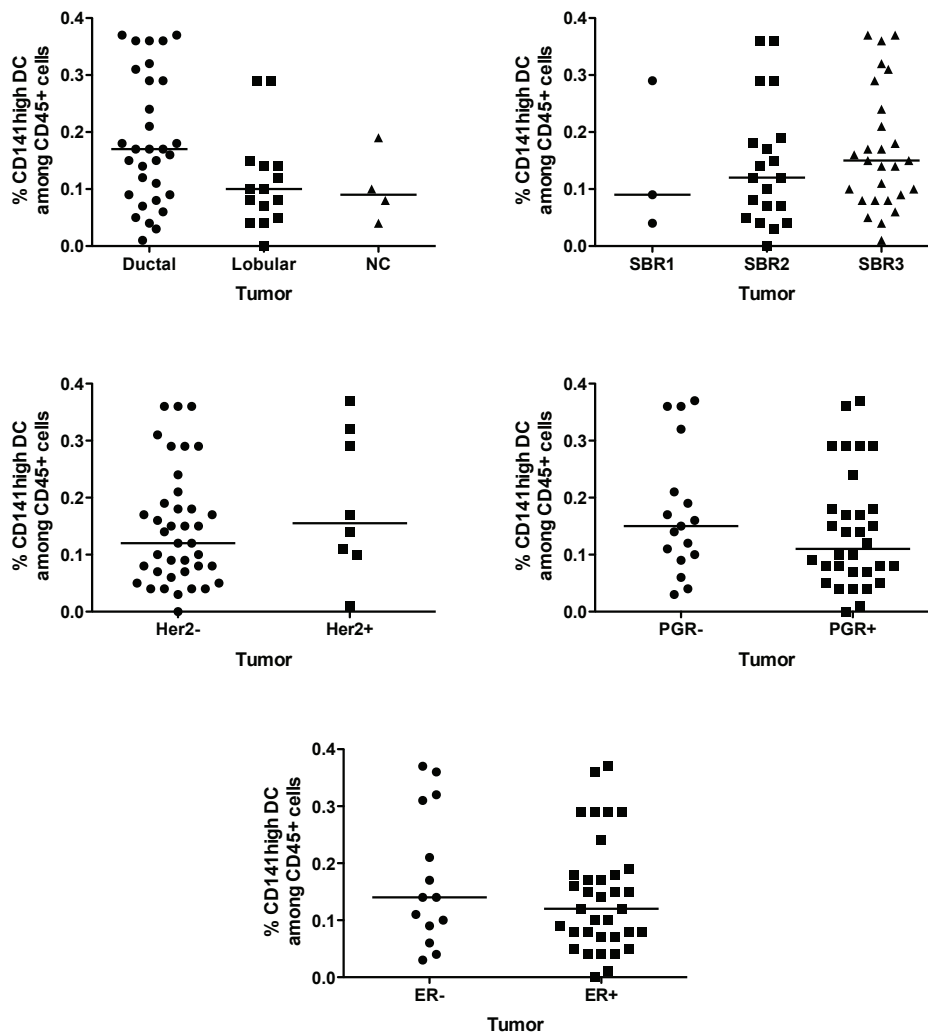 % CD141high DC
among CD45+ cells
0.4
0.3
0.2
0.1
0.0
Ductal Lobular NC
Tumor
% CD141high DC
among CD45+ cells
0.4
0.3
0.2
0.1
0.0
SBR1 SBR2 SBR3
Tumor
% CD141high DC
among CD45+ cells
0.4
0.3
0.2
0.1
0.0
Her2- Her2+
Tumor
% CD141high DC
among CD45+ cells
0.4
0.3
0.2
0.1
0.0
PGR- PGR+
Tumor
% CD141high DC
among CD45+ cells
0.4
0.3
0.2
0.1
0.0
ER- ER+
Tumor